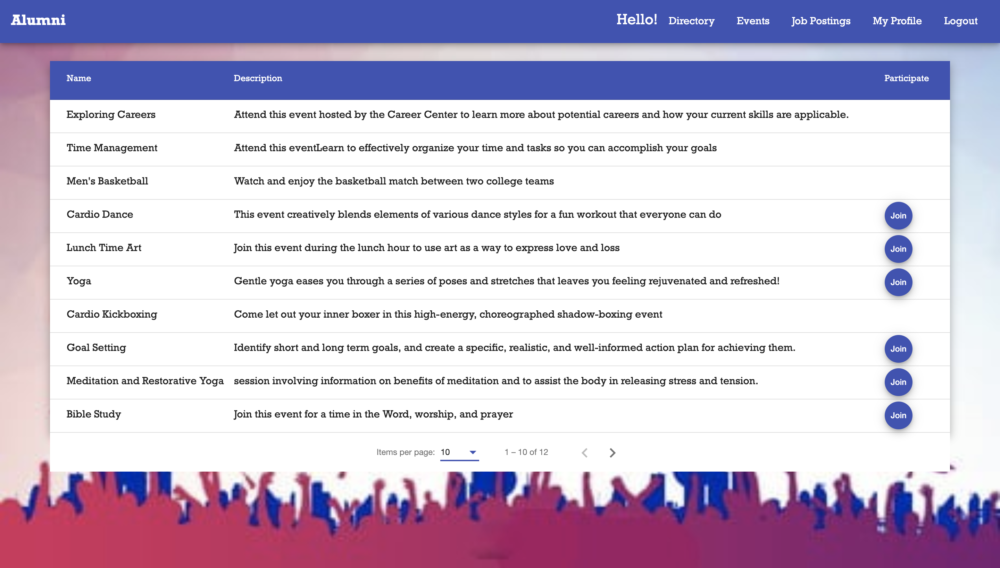 Alumni
Hello! Directory Events Job Postings My Profile Logout
Name Description Participate
Exploring Careers Attend this event hosted by the Career Center to learn more about potential careers and how your current skills are applicable.
Time Management Attend this eventLearn to effectively organize your time and tasks so you can accomplish your goals
Men's Basketball Watch and enjoy the basketball match between two college teams
Cardio Dance This event creatively blends elements of various dance styles for a fun workout that everyone can do Join
Lunch Time Art Join this event during the lunch hour to use art as a way to express love and loss Join
Yoga Gentle yoga eases you through a series of poses and stretches that leaves you feeling rejuvenated and refreshed! Join
Cardio Kickboxing Come let out your inner boxer in this high-energy, choreographed shadow-boxing event
Goal Setting Identify short and long term goals, and create a specific, realistic, and well-informed action plan for achieving them. Join
Meditation and Restorative Yoga session involving information on benefits of meditation and to assist the body in releasing stress and tension. Join
Bible Study Join this event for a time in the Word, worship, and prayer Join
Items per page: 10 1 – 10 of 12